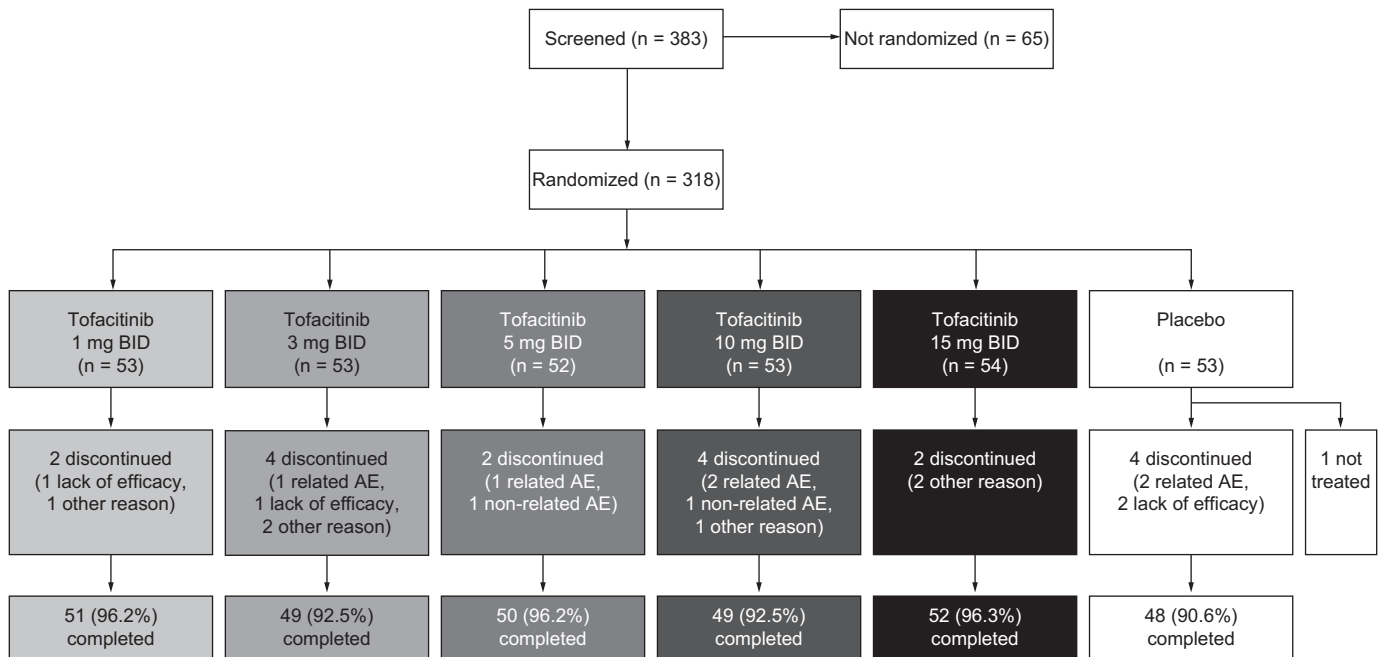 Screened (n = 383)
Not randomized (n = 65)
Randomized (n = 318)
Tofacitinib
1 mg BID
(n = 53)
Tofacitinib
3 mg BID
(n = 53)
Tofacitinib
5 mg BID
(n = 52)
Tofacitinib
10 mg BID
(n = 53)
Tofacitinib
15 mg BID
(n = 54)
Placebo
(n = 53)
2 discontinued
(1 lack of efficacy,
1 other reason)
4 discontinued
(1 related AE,
1 lack of efficacy,
2 other reason)
2 discontinued
(1 related AE,
1 non-related AE)
4 discontinued
(2 related AE,
1 non-related AE,
1 other reason)
2 discontinued
(2 other reason)
4 discontinued
(2 related AE,
2 lack of efficacy)
1 not
treated
51 (96.2%)
completed
49 (92.5%)
completed
50 (96.2%)
completed
49 (92.5%)
completed
52 (96.3%)
completed
48 (90.6%)
completed